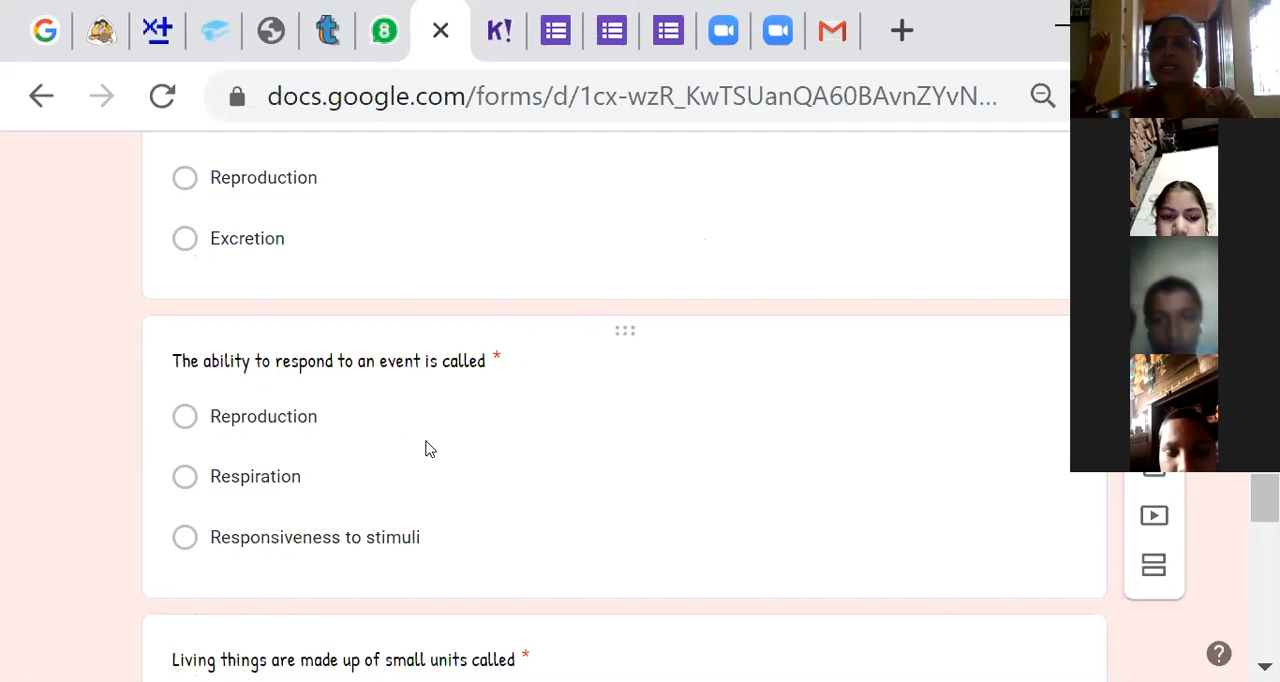 docs.google.com/forms/d/1cx-wzR_KwTSUanQA60BAvnZYvN...
Reproduction
Excretion
The ability to respond to an event is called *
Reproduction
Respiration
Responsiveness to stimuli
Living things are made up of small units called *